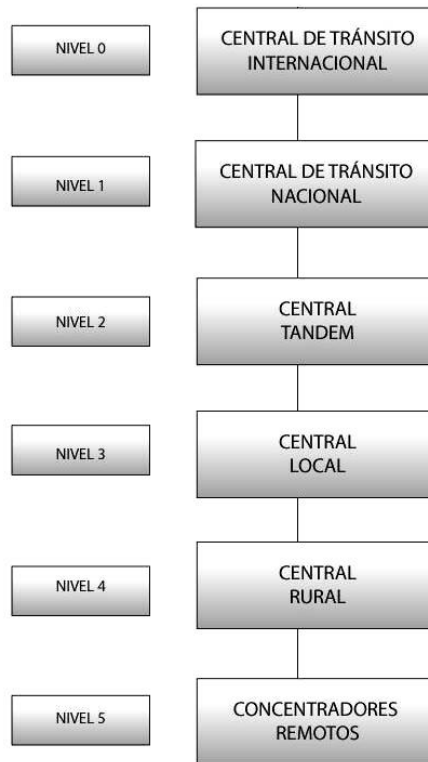 NIVEL 0
CENTRAL DE TRÁNSITO
INTERNACIONAL
NIVEL 1
CENTRAL DE TRÁNSITO
NACIONAL
NIVEL 2
CENTRAL
TANDEM
NIVEL 3
CENTRAL
LOCAL
NIVEL 4
CENTRAL
RURAL
NIVEL 5
CONCENTRADORES
REMOTOS